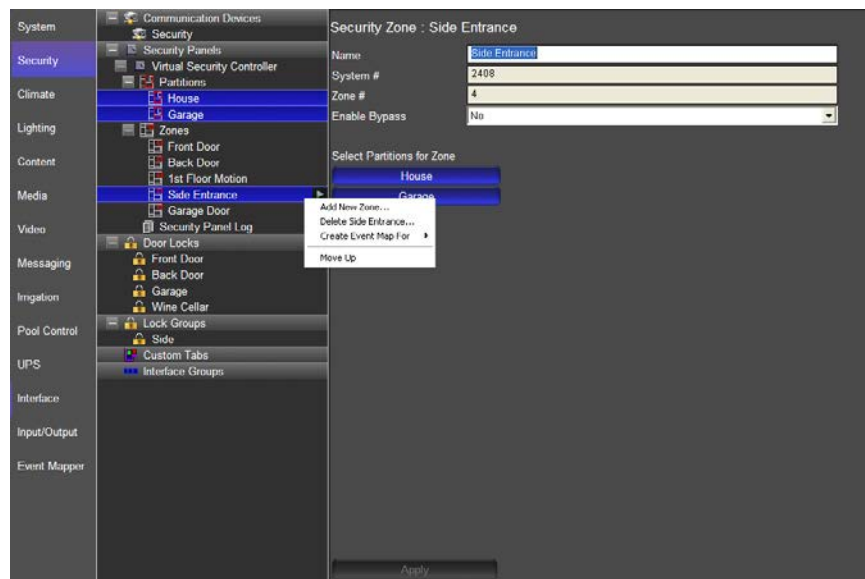 System
Security
Climate
Lighting
Content
Media
Video
Messaging
Irrigation
Pool Control
UPS
Interface
Input/Output
Event Mapper
Communication Devices
Security
Security Panels
Virtual Security Controller
Partitions
House
Garage
Zones
Front Door
Back Door
1st Floor Motion
Side Entrance
Garage Door
Security Panel Log
Door Locks
Front Door
Back Door
Garage
Wine Cellar
Lock Groups
Side
Custom Tabs
Interface Groups
Security Zone : Side Entrance
Name Side Entrance
System # 2408
Zone # 4
Enable Bypass No
Select Partitions for Zone
House
Garage
Add New Zone...
Delete Side Entrance...
Create Event Map For
Move Up
Apply